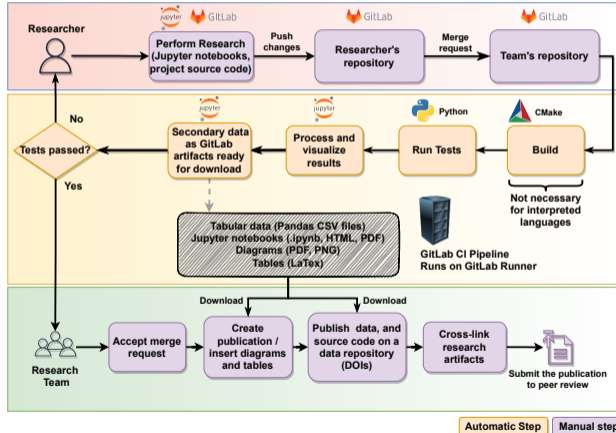 Researcher
jupyter
GitLab
Perform Research
(Jupyter notebooks,
project source code)
Push
changes
GitLab
Researcher's
repository
Merge
request
GitLab
Team's repository
No
Tests passed?
Yes
jupyter
Secondary data
as GitLab
artifacts ready
for download
jupyter
Process and
visualize
results
Python
Run Tests
CMake
Build
Not necessary
for interpreted
languages
Tabular data (Pandas CSV files)
Jupyter notebooks (.ipynb, HTML, PDF)
Diagrams (PDF, PNG)
Tables (LaTex)
GitLab CI Pipeline
Runs on GitLab Runner
Download
Download
Research
Team
Accept merge
request
Create
publication /
insert diagrams
and tables
Publish data, and
source code on a
data repository
(DOIs)
Cross-link
research
artifacts
Submit the publication
to peer review
Automatic Step
Manual step